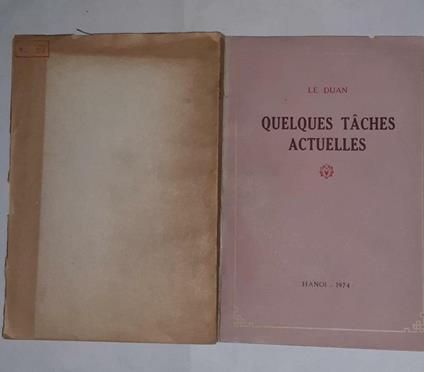 LE DUAN
QUELQUES TÂCHES
ACTUELLES
HANOI - 1974